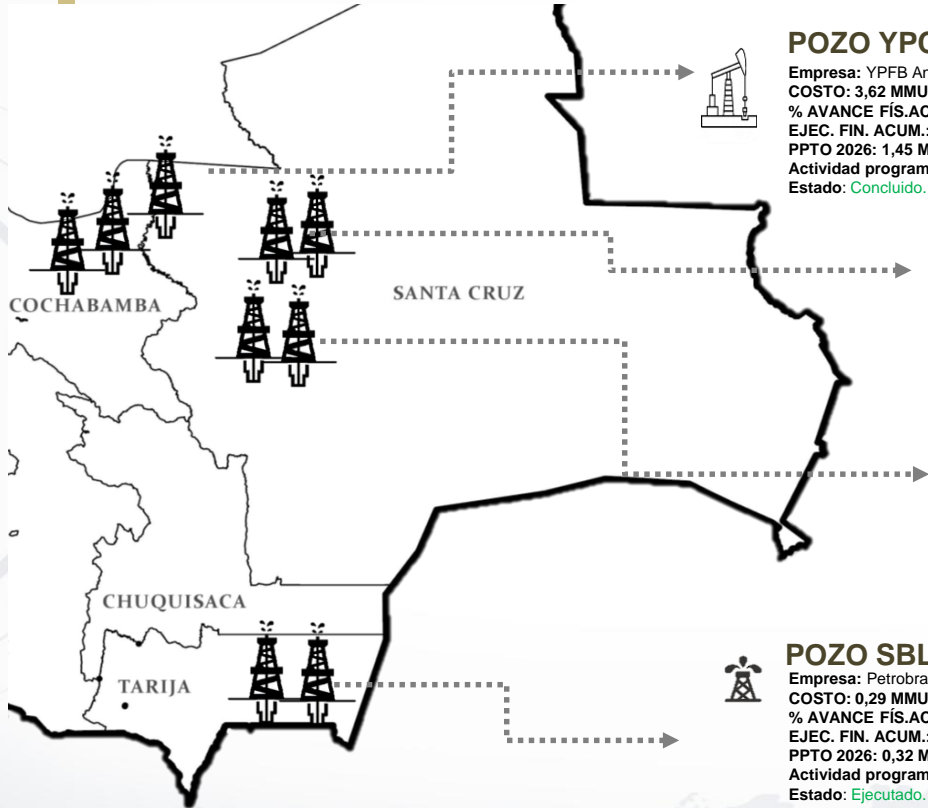 POZO YPC
Empresa: YPFB An
COSTO: 3,62 MMU
% AVANCE FÍS.AC
EJEC. FIN. ACUM.:
PPTO 2026: 1,45 M
Actividad program
Estado: Concluido.
COCHABAMBA
SANTA CRUZ
CHUQUISACA
TARIJA
POZO SBL
Empresa: Petrobra
COSTO: 0,29 MMU
% AVANCE FÍS.AC
EJEC. FIN. ACUM.:
PPTO 2026: 0,32 M
Actividad program
Estado: Ejecutado.